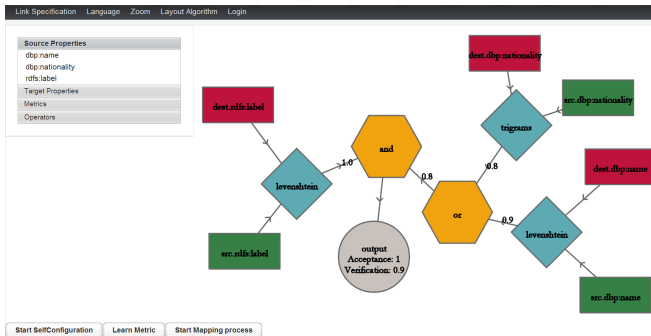 Link Specification Language Zoom Layout Algorithm Login
Source Properties
dbp:name
dbp:nationality
rdfs:label
Target Properties
Metrics
Operators
dest.dbp:nationality
src.dbp:nationality
dest.rdfs:label
trigrams
and
1.0
0.8
0.8
dest.dbp:name
levenshtein
or
0.9
levenshtein
src.rdfs:label
output
Acceptance: 1
Verification: 0.9
src.dbp:name
Start SelfConfiguration
Learn Metric
Start Mapping process